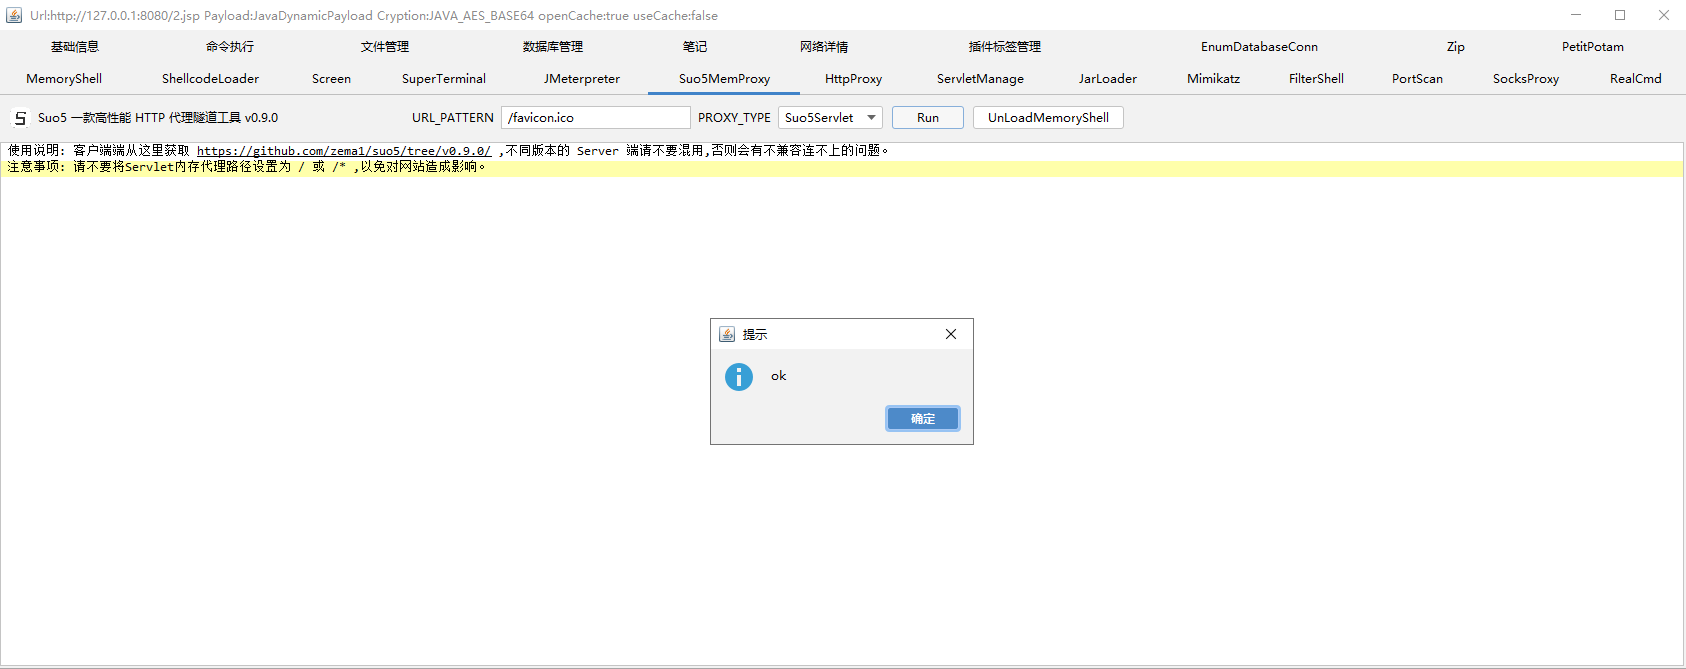 Url:http://127.0.0.1:8080/2.jsp Payload:JavaDynamicPayload Cryption:JAVA_AES_BASE64 openCache:true useCache:false
基础信息 命令执行 文件管理 数据库管理 笔记 网络详情 插件标签管理 EnumDatabaseConn Zip PetitPotam
MemoryShell ShellcodeLoader Screen SuperTerminal JMeterpreter Suo5MemProxy HttpProxy ServletManage JarLoader Mimikatz FilterShell PortScan SocksProxy RealCmd
Suo5 一款高性能 HTTP 代理隧道工具 v0.9.0 URL_PATTERN /favicon.ico PROXY_TYPE Suo5Servlet Run UnLoadMemoryShell
使用说明: 客户端端从这里获取 https://github.com/zema1/suo5/tree/v0.9.0/ ,不同版本的 Server 端请不要混用,否则会有不兼容连不上的问题。
注意事项: 请不要将Servlet内存代理路径设置为 / 或 /* ,以免对网站造成影响。
提示
ok
确定